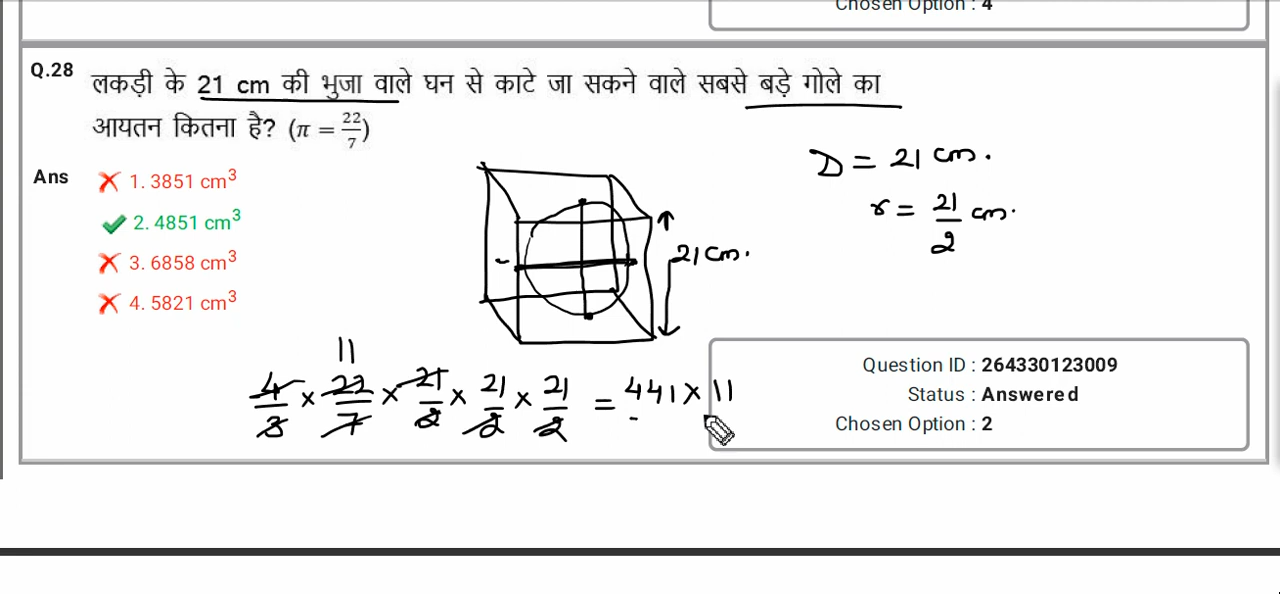 Chosen Option : 4
Q.28 लकड़ी के 21 cm की भुजा वाले घन से काटे जा सकने वाले सबसे बड़े गोले का
आयतन कितना है? (π = 22/7)
Ans 1. 3851 cm³
2. 4851 cm³
3. 6858 cm³
4. 5821 cm³
D = 21 cm.
r = 21/2 cm.
21 cm.
11
4/3 × 22/7 × 21/2 × 21/2 × 21/2 = 441 × 11
Question ID : 264330123009
Status : Answered
Chosen Option : 2